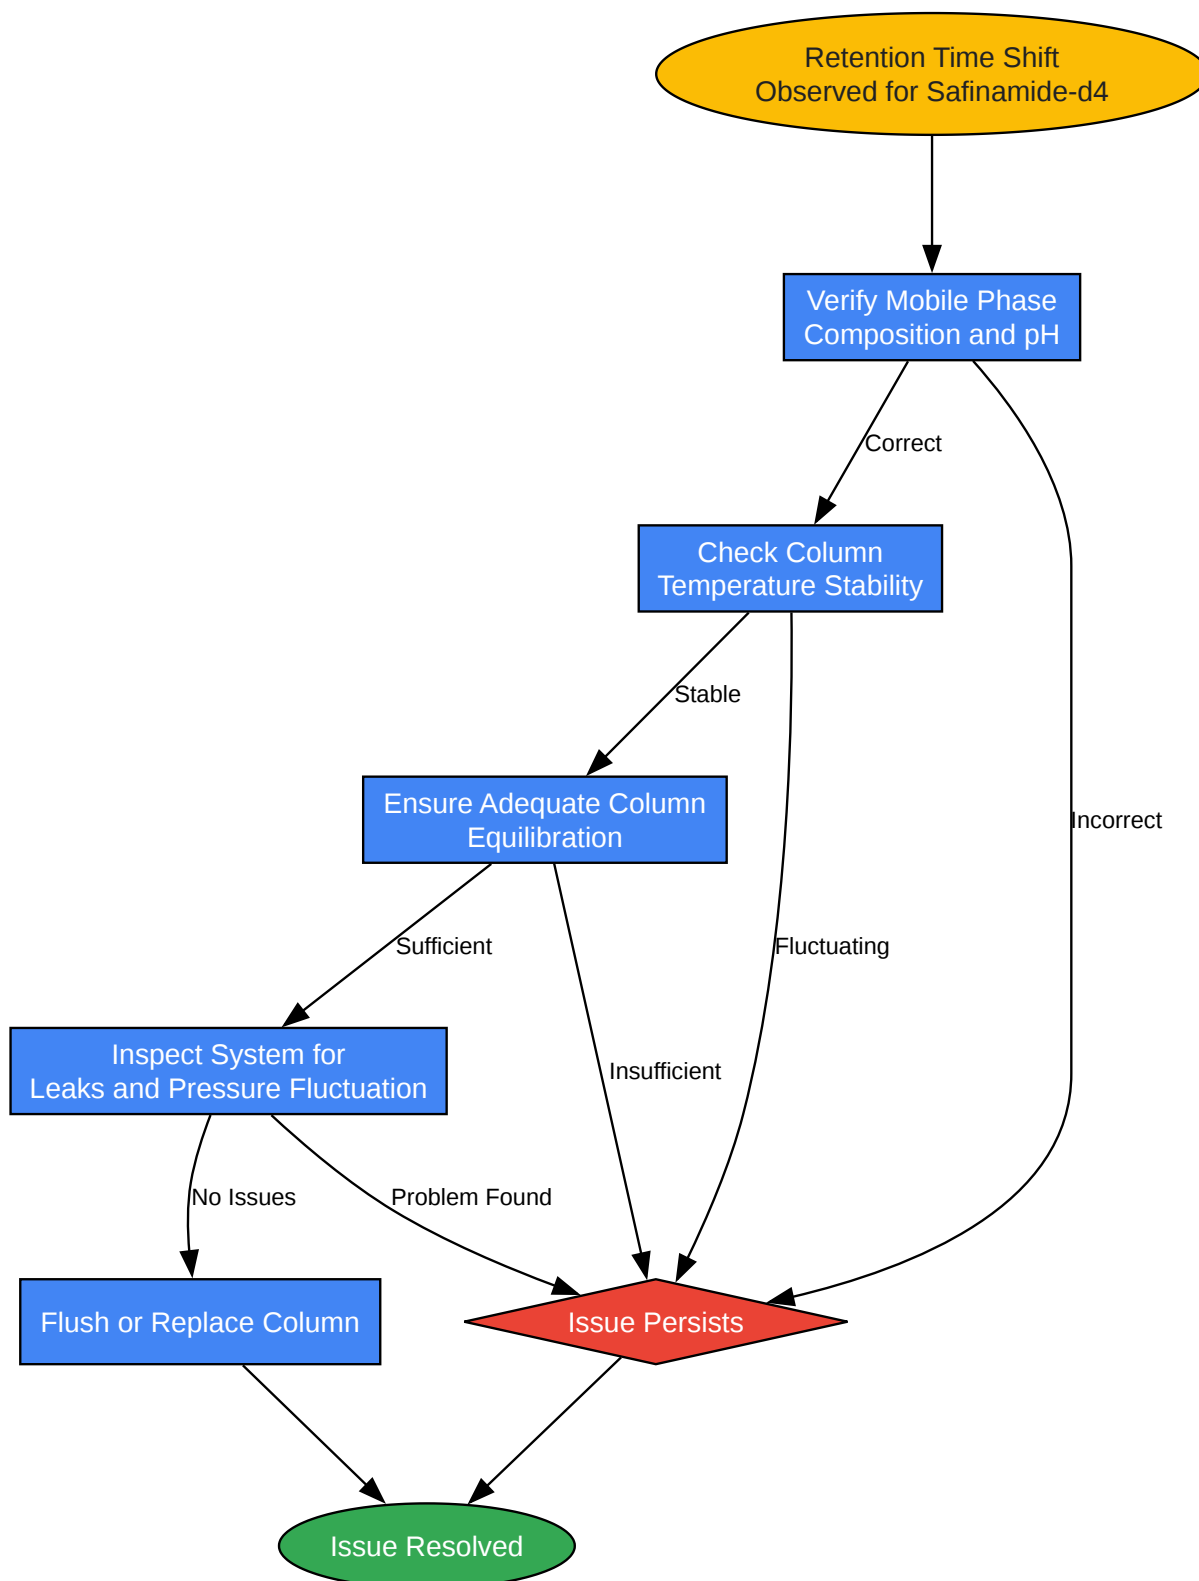 Retention Time Shift
Observed for Safinamide-d4
Verify Mobile Phase
Composition and pH
Correct
Check Column
Temperature Stability
Stable
Ensure Adequate Column
Equilibration
Incorrect
Sufficient
Fluctuating
Inspect System for
Leaks and Pressure Fluctuation
Insufficient
No Issues
Problem Found
Flush or Replace Column
Issue Persists
Issue Resolved